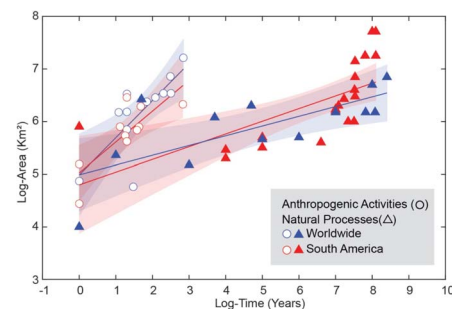 8
7
6
5
4
3
Log-Area (Km²)
-1 0 1 2 3 4 5 6 7 8 9 10
Log-Time (Years)
Anthropogenic Activities (○)
Natural Processes(△)
Worldwide
South America